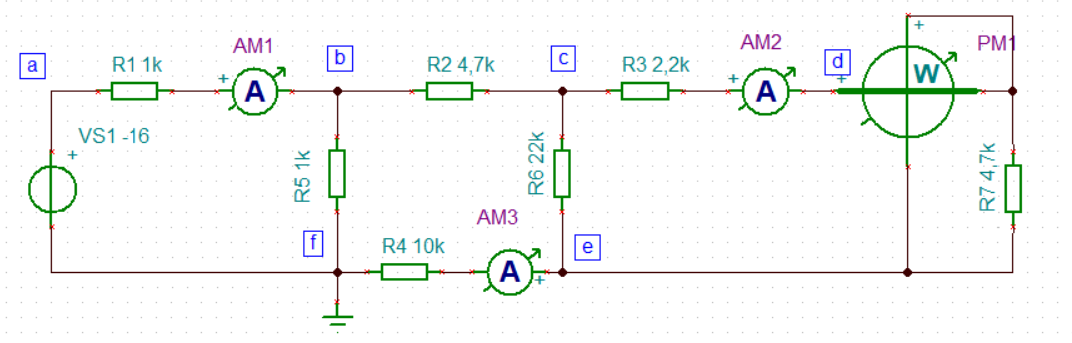 AM1
AM2
PM1
a
R1 1k
b
R2 4,7k
c
R3 2,2k
d
+
+
+
+
A
A
W
VS1 -16
+
R5 1k
R6 22k
R7 4,7k
AM3
f
R4 10k
e
A
+